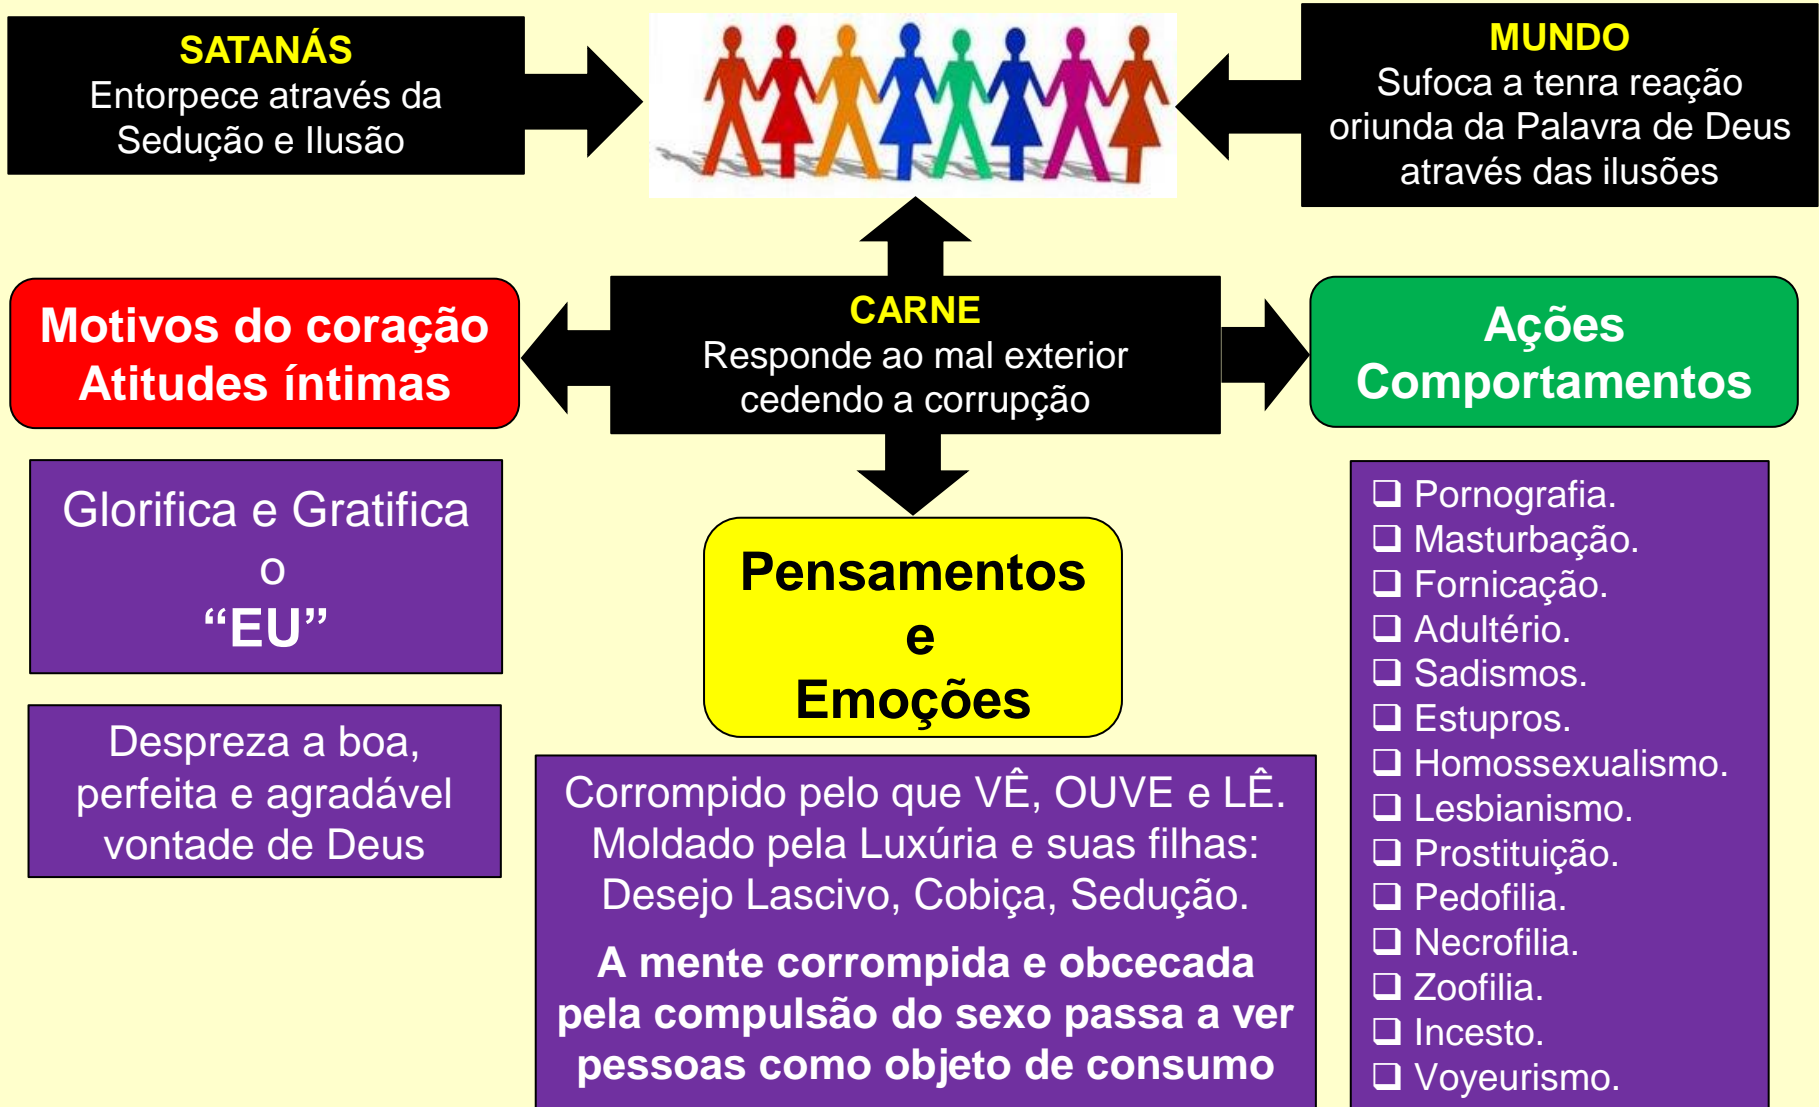 SATANÁS
Entorpece através da
Sedução e Ilusão
MUNDO
Sufoca a tenra reação
oriunda da Palavra de Deus
através das ilusões
CARNE
Responde ao mal exterior
cedendo a corrupção
Motivos do coração
Atitudes íntimas
Glorifica e Gratifica
o
“EU”
Despreza a boa,
perfeita e agradável
vontade de Deus
Pensamentos
e
Emoções
Corrompido pelo que VÊ, OUVE e LÊ.
Moldado pela Luxúria e suas filhas:
Desejo Lascivo, Cobiça, Sedução.
A mente corrompida e obcecada
pela compulsão do sexo passa a ver
pessoas como objeto de consumo
Ações
Comportamentos
❑ Pornografia.
❑ Masturbação.
❑ Fornicação.
❑ Adultério.
❑ Sadismos.
❑ Estupros.
❑ Homossexualismo.
❑ Lesbianismo.
❑ Prostituição.
❑ Pedofilia.
❑ Necrofilia.
❑ Zoofilia.
❑ Incesto.
❑ Voyeurismo.